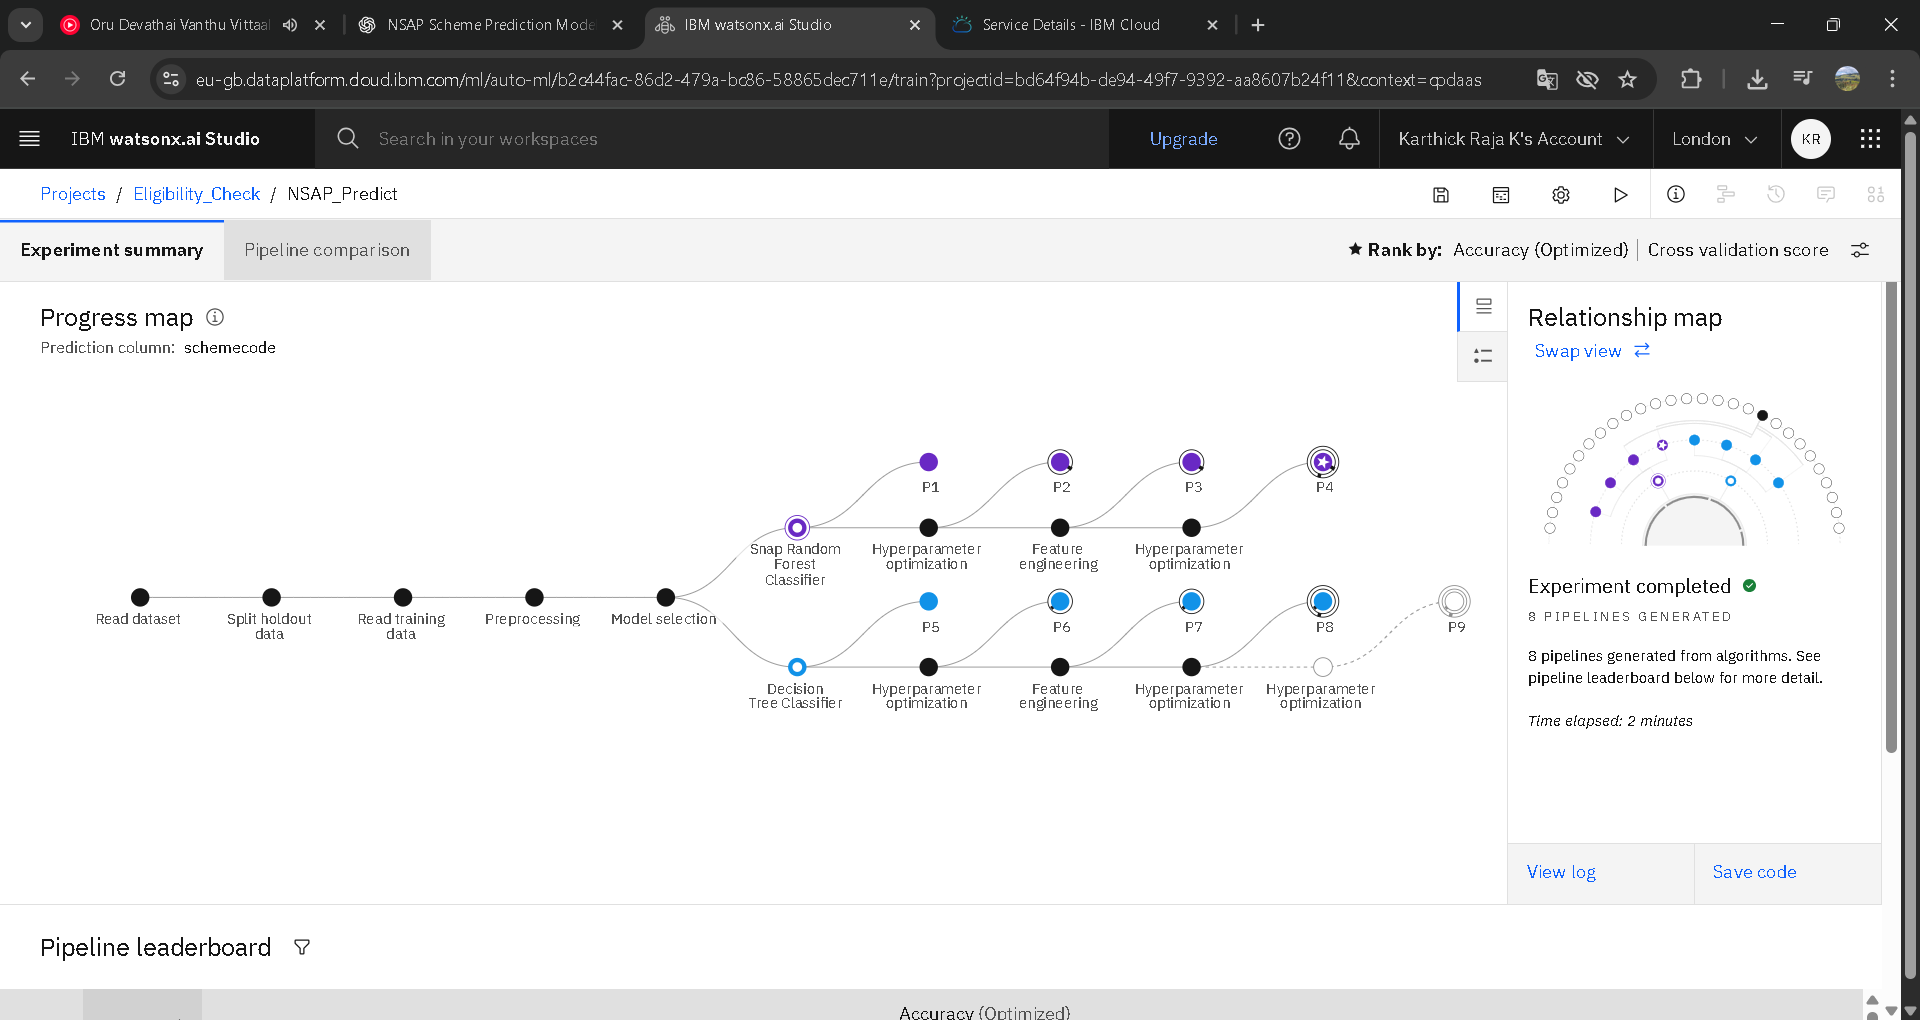 Oru Devathai Vanthu Vittaal
NSAP Scheme Prediction Mode
IBM watsonx.ai Studio
Service Details - IBM Cloud
eu-gb.dataplatform.cloud.ibm.com/ml/auto-ml/b2c44fac-86d2-479a-bc86-58865dec711e/train?projectid=bd64f94b-de94-49f7-9392-aa8607b24f11&context=cpdaas
IBM watsonx.ai Studio
Search in your workspaces
Upgrade
Karthick Raja K's Account
London
KR
Projects / Eligibility_Check / NSAP_Predict
Experiment summary
Pipeline comparison
★ Rank by: Accuracy (Optimized) | Cross validation score
Progress map
Prediction column: schemecode
P1
P2
P3
P4
Snap Random
Forest
Classifier
Hyperparameter
optimization
Feature
engineering
Hyperparameter
optimization
Read dataset
Split holdout
data
Read training
data
Preprocessing
Model selection
P5
P6
P7
P8
P9
Decision
Tree Classifier
Hyperparameter
optimization
Feature
engineering
Hyperparameter
optimization
Hyperparameter
optimization
Relationship map
Swap view
Experiment completed
8 PIPELINES GENERATED
8 pipelines generated from algorithms. See
pipeline leaderboard below for more detail.
Time elapsed: 2 minutes
View log
Save code
Pipeline leaderboard
Accuracy (Optimized)